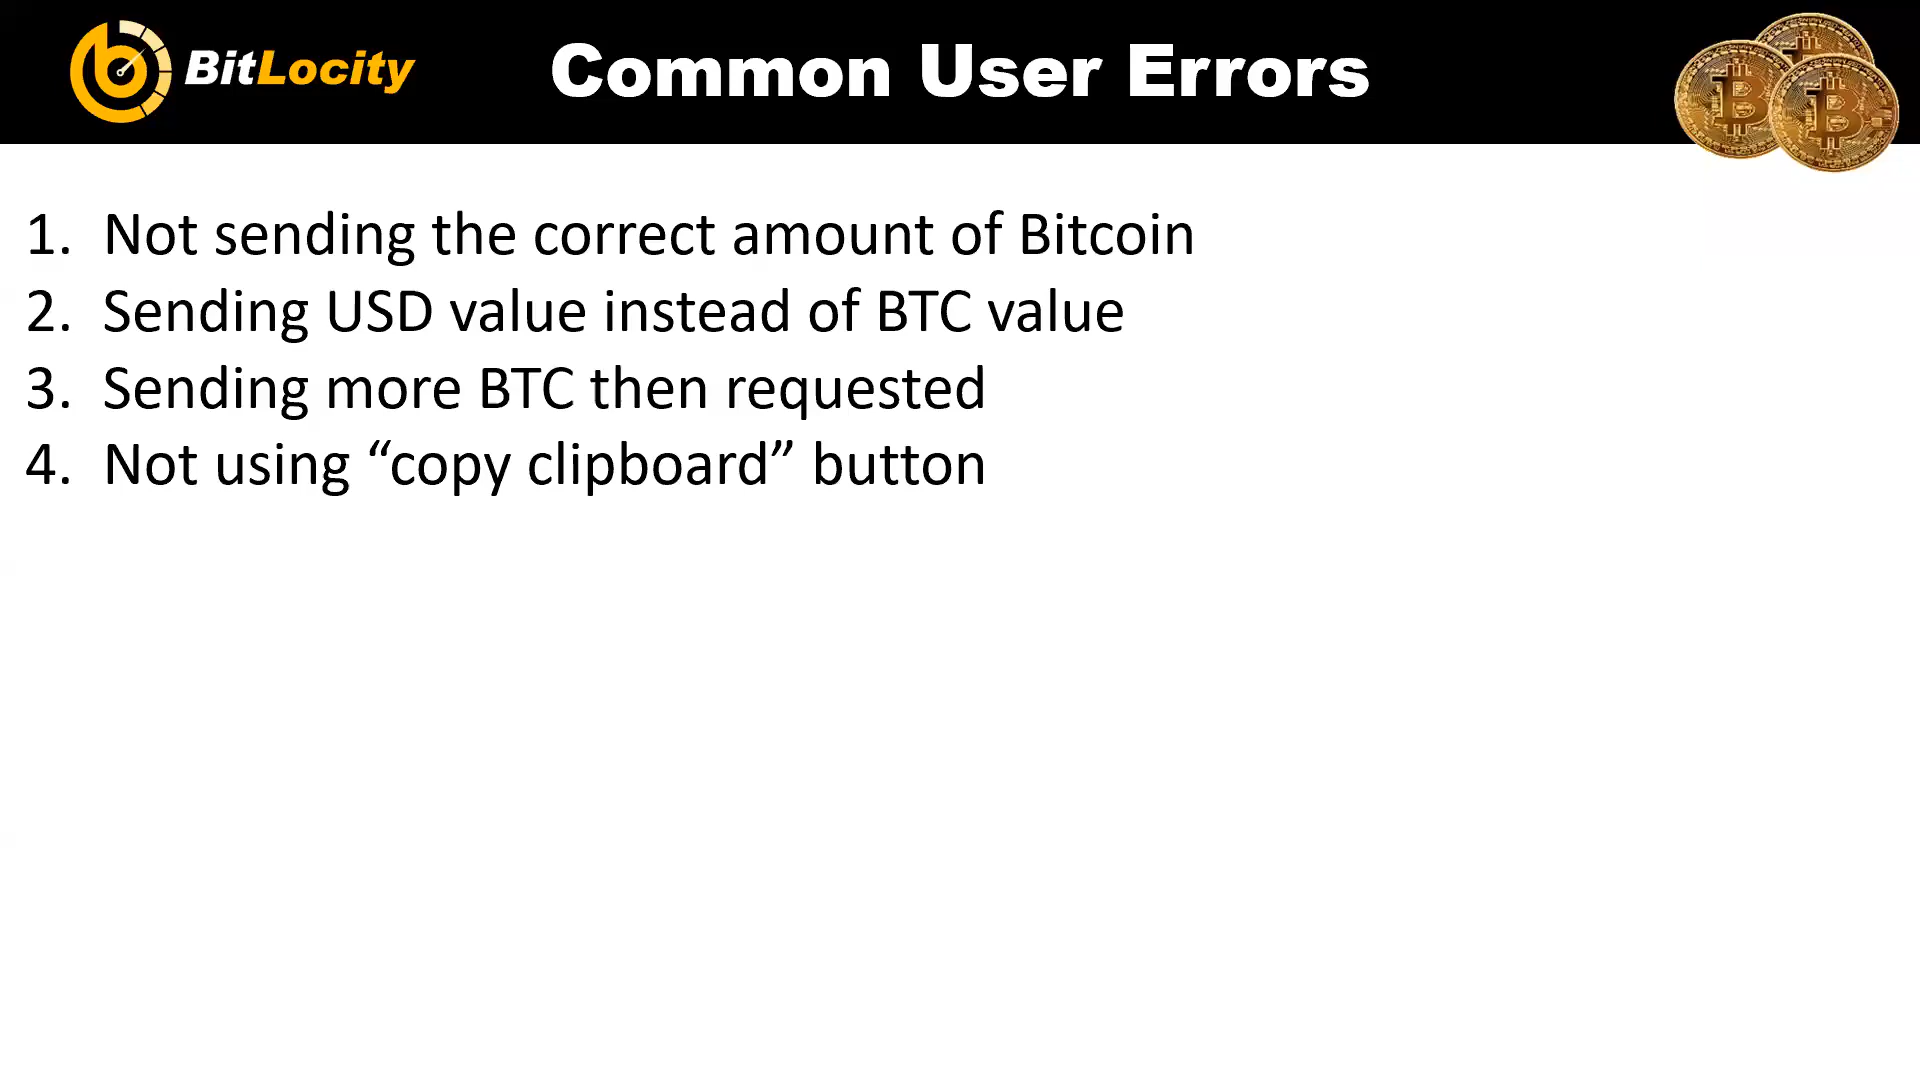 BitLocity
Common User Errors
1. Not sending the correct amount of Bitcoin
2. Sending USD value instead of BTC value
3. Sending more BTC then requested
4. Not using “copy clipboard” button